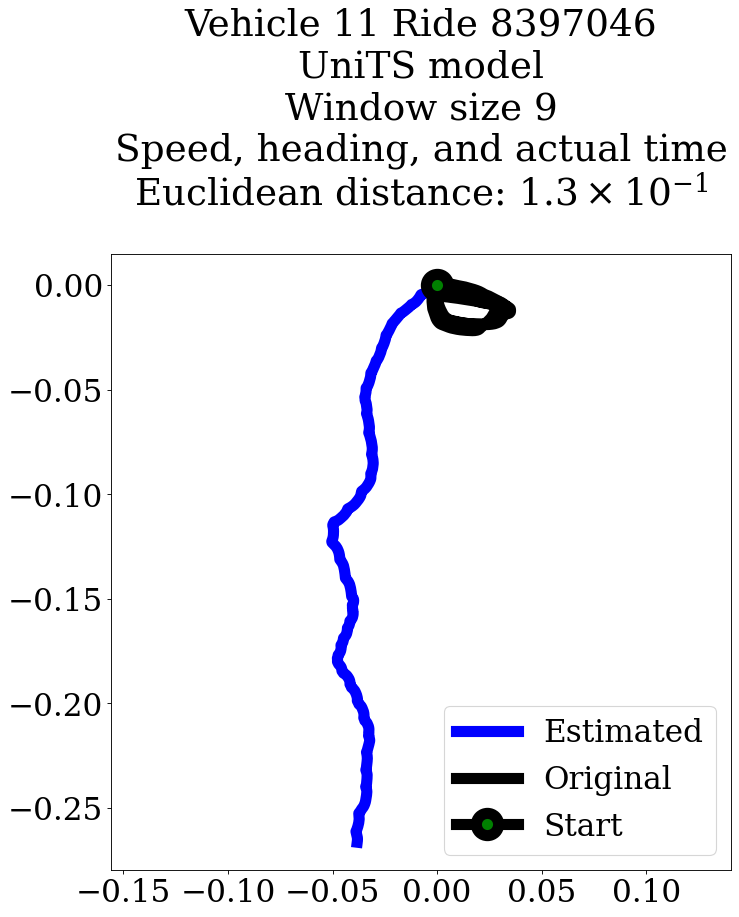 Vehicle 11 Ride 8397046
UniTS model
Window size 9
Speed, heading, and actual time
Euclidean distance: 1.3 × 10⁻¹
0.00
−0.05
−0.10
−0.15
−0.20
−0.25
−0.15 −0.10 −0.05 0.00 0.05 0.10
Estimated
Original
Start